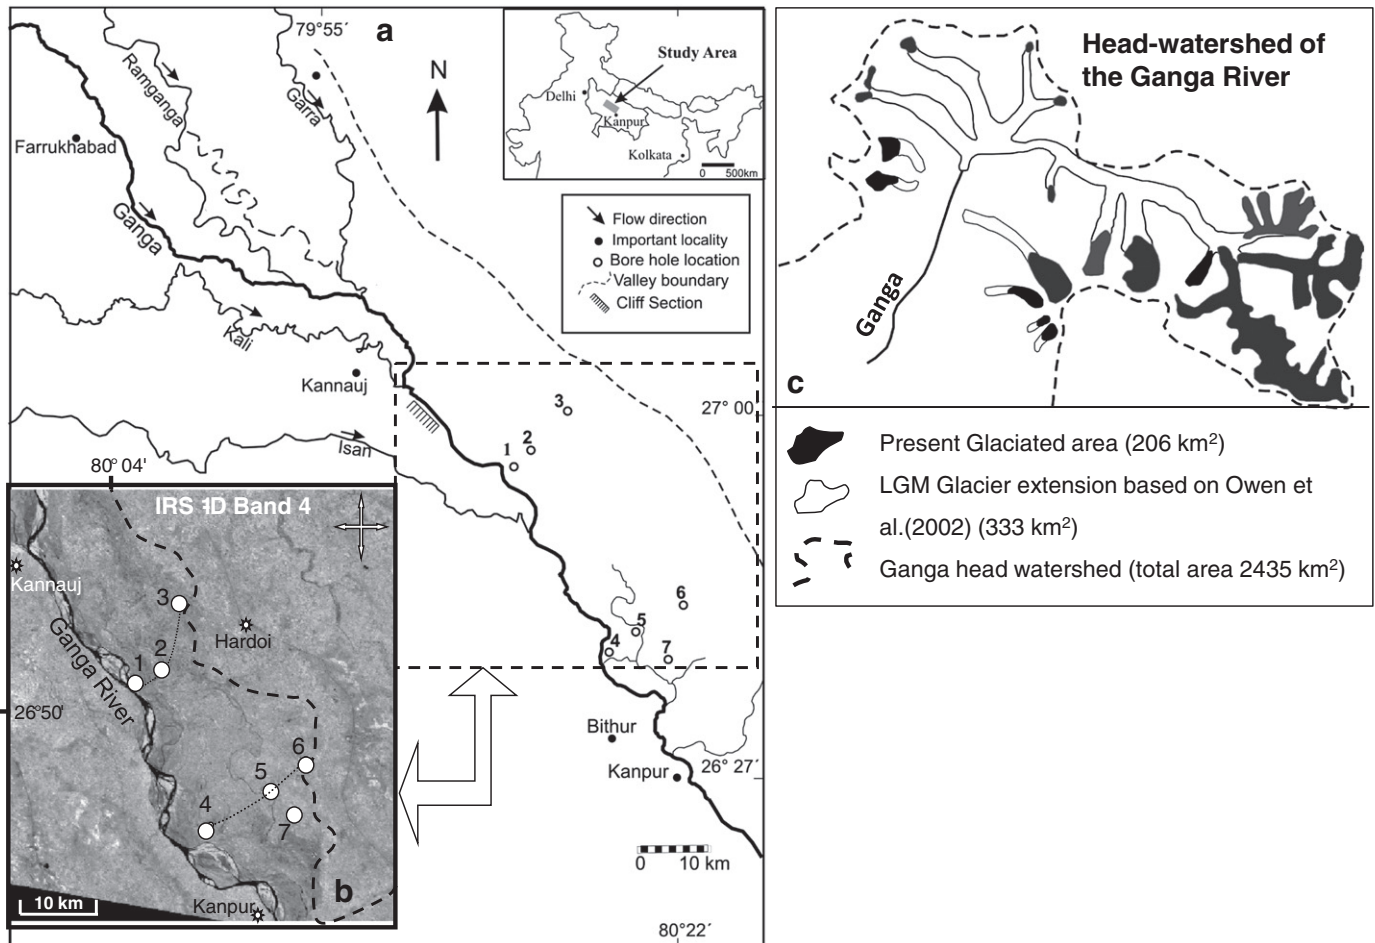 79°55´
a
N
Ramganga
Garra
Farrukhabad
Ganga
Kali
Kannauj
Isan
Study Area
Delhi
Kanpur
Kolkata
0 500km
Flow direction
Important locality
Bore hole location
Valley boundary
Cliff Section
27° 00
3
2
1
6
5
4
7
Bithur
Kanpur
26° 27´
0 10 km
80°22´
80° 04'
IRS 1D Band 4
Kannauj
3
Hardoi
2
1
Ganga River
26°50'
6
5
4
7
b
Kanpur
10 km
Head-watershed of
the Ganga River
Ganga
c
Present Glaciated area (206 km²)
LGM Glacier extension based on Owen et
al.(2002) (333 km²)
Ganga head watershed (total area 2435 km²)